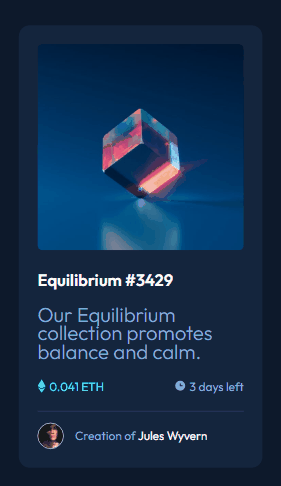 Equilibrium #3429
Our Equilibrium
collection promotes
balance and calm.
0.041 ETH
3 days left
Creation of Jules Wyvern